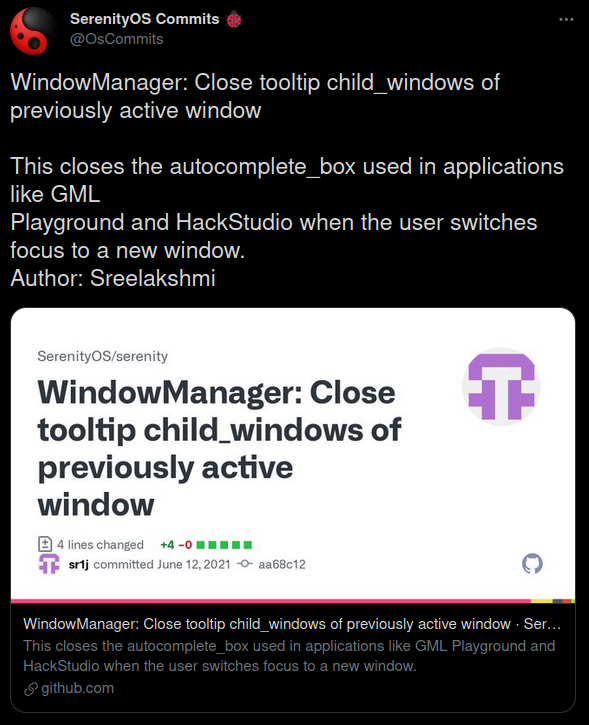 SerenityOS Commits 🐞
@OsCommits
WindowManager: Close tooltip child_windows of
previously active window
This closes the autocomplete_box used in applications
like GML
Playground and HackStudio when the user switches
focus to a new window.
Author: Sreelakshmi
SerenityOS/serenity
WindowManager: Close
tooltip child_windows of
previously active
window
4 lines changed +4 −0
sr1j committed June 12, 2021 aa68c12
WindowManager: Close tooltip child_windows of previously active window · Ser...
This closes the autocomplete_box used in applications like GML Playground and
HackStudio when the user switches focus to a new window.
github.com